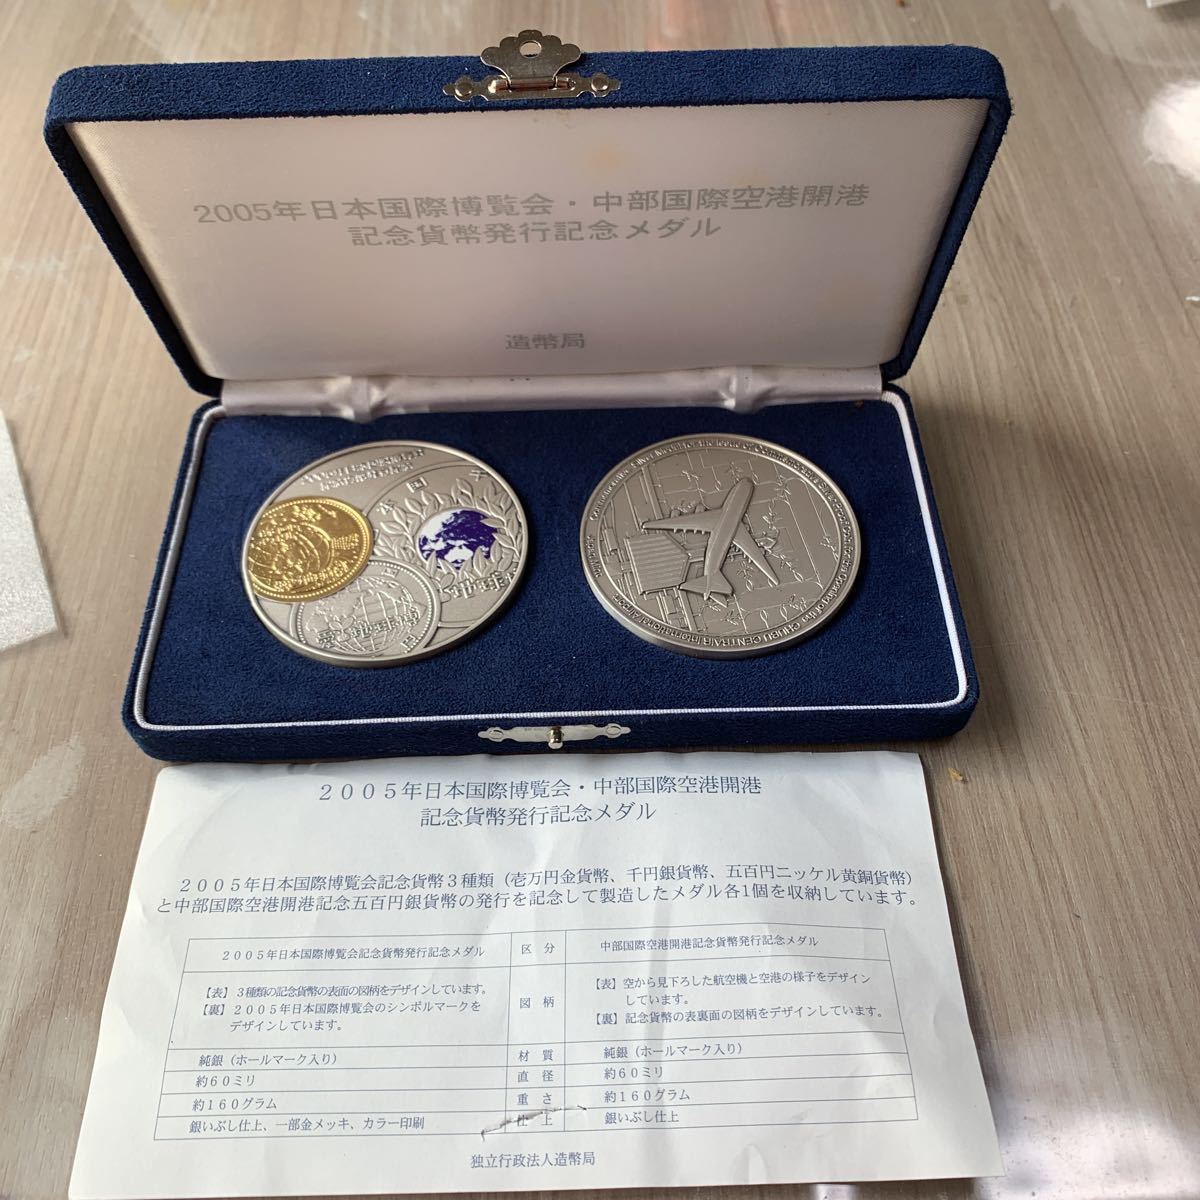 2005年日本国際博覧会・中部国際空港開港
記念貨幣発行記念メダル
造幣局
Commemorative Silver Medal for the Issue of Commemorative Silver Proof Coin for the Opening of the CHUBU CENTRAIR International Airport
２００５年日本国際博覧会・中部国際空港開港
記念貨幣発行記念メダル
２００５年日本国際博覧会記念貨幣３種類（壱万円金貨幣、千円銀貨幣、五百円ニッケル黄銅貨幣）
と中部国際空港開港記念五百円銀貨幣の発行を記念して製造したメダル各1個を収納しています。
２００５年日本国際博覧会記念貨幣発行記念メダル 区 分 中部国際空港開港記念貨幣発行記念メダル
【表】３種類の記念貨幣の表面の図柄をデザインしています。
【裏】２００５年日本国際博覧会のシンボルマークを
デザインしています。
図 柄
【表】空から見下ろした航空機と空港の様子をデザイン
しています。
【裏】記念貨幣の表裏面の図柄をデザインしています。
純銀（ホールマーク入り） 材 質 純銀（ホールマーク入り）
約６０ミリ 直 径 約６０ミリ
約１６０グラム 重 さ 約１６０グラム
銀いぶし仕上、一部金メッキ、カラー印刷 仕 上 銀いぶし仕上
独立行政法人造幣局